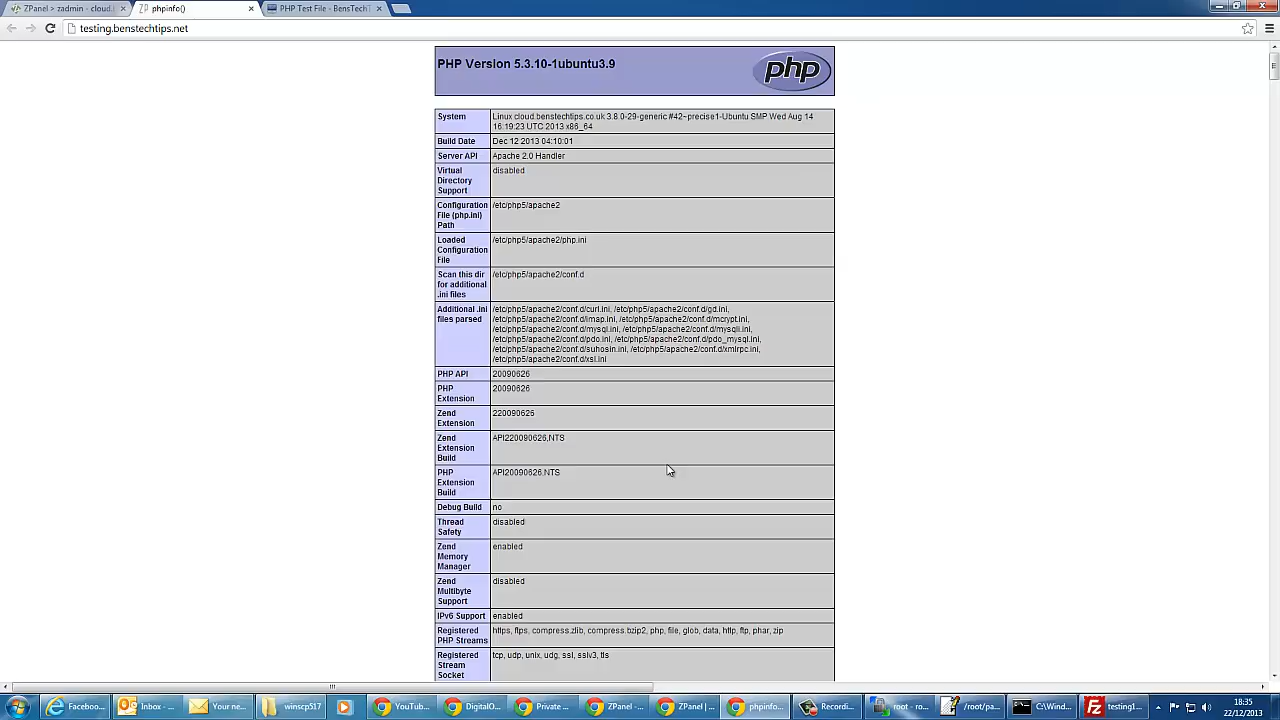 ZPanel > zadmin - cloud.
phpinfo()
PHP Test File - BensTechT
testing.benstechtips.net
PHP Version 5.3.10-1ubuntu3.9
php
System
Linux cloud.benstechtips.co.uk 3.8.0-29-generic #42~precise1-Ubuntu SMP Wed Aug 14
16:19:23 UTC 2013 x86_64
Build Date
Dec 12 2013 04:10:01
Server API
Apache 2.0 Handler
Virtual
Directory
Support
disabled
Configuration
File (php.ini)
Path
/etc/php5/apache2
Loaded
Configuration
File
/etc/php5/apache2/php.ini
Scan this dir
for additional
.ini files
/etc/php5/apache2/conf.d
Additional .ini
files parsed
/etc/php5/apache2/conf.d/curl.ini, /etc/php5/apache2/conf.d/gd.ini,
/etc/php5/apache2/conf.d/imap.ini, /etc/php5/apache2/conf.d/mcrypt.ini,
/etc/php5/apache2/conf.d/mysql.ini, /etc/php5/apache2/conf.d/mysqli.ini,
/etc/php5/apache2/conf.d/pdo.ini, /etc/php5/apache2/conf.d/pdo_mysql.ini,
/etc/php5/apache2/conf.d/suhosin.ini, /etc/php5/apache2/conf.d/xmlrpc.ini,
/etc/php5/apache2/conf.d/xsl.ini
PHP API
20090626
PHP
Extension
20090626
Zend
Extension
220090626
Zend
Extension
Build
API220090626,NTS
PHP
Extension
Build
API20090626,NTS
Debug Build
no
Thread
Safety
disabled
Zend
Memory
Manager
enabled
Zend
Multibyte
Support
disabled
IPv6 Support
enabled
Registered
PHP Streams
https, ftps, compress.zlib, compress.bzip2, php, file, glob, data, http, ftp, phar, zip
Registered
Stream
Socket
tcp, udp, unix, udg, ssl, sslv3, tls
Faceboo...
Inbox - ...
Your ne...
winscp517
YouTub...
DigitalO...
Private ...
ZPanel -...
ZPanel | ...
phpinfo...
Recordi...
root - ro...
/root/pa...
C:\Wind...
testing1...
18:35
22/12/2013